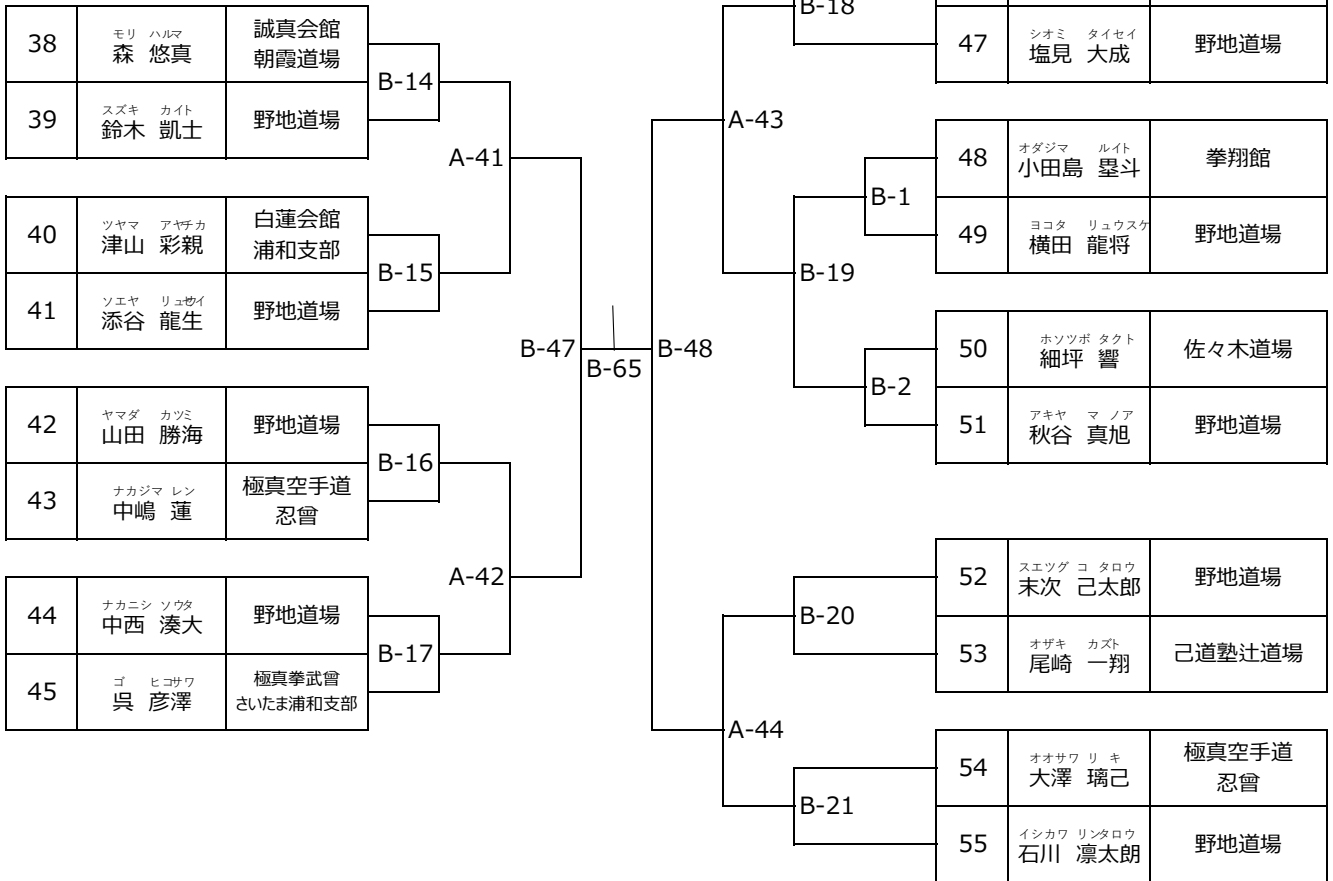 38
モリ ハルマ
森 悠真
誠真会館
朝霞道場
39
スズキ カイト
鈴木 凱士
野地道場
B-14
A-41
40
ツヤマ アヤチカ
津山 彩親
白蓮会館
浦和支部
41
ソエヤ リュウセイ
添谷 龍生
野地道場
B-15
B-47
42
ヤマダ カツミ
山田 勝海
野地道場
43
ナカジマ レン
中嶋 蓮
極真空手道
忍曾
B-16
A-42
44
ナカニシ ソウタ
中西 湊大
野地道場
45
ゴ ヒコサワ
呉 彦澤
極真拳武曾
さいたま浦和支部
B-17
B-65
B-48
B-18
47
シオミ タイセイ
塩見 大成
野地道場
A-43
48
オダジマ ルイト
小田島 塁斗
拳翔館
B-1
49
ヨコタ リュウスケ
横田 龍将
野地道場
B-19
50
ホソツボ タクト
細坪 響
佐々木道場
B-2
51
アキヤ マノア
秋谷 真旭
野地道場
52
スエツグ コタロウ
末次 己太郎
野地道場
B-20
53
オザキ カズト
尾崎 一翔
己道塾辻道場
A-44
54
オオサワ リキ
大澤 璃己
極真空手道
忍曾
B-21
55
イシカワ リンタロウ
石川 凛太朗
野地道場